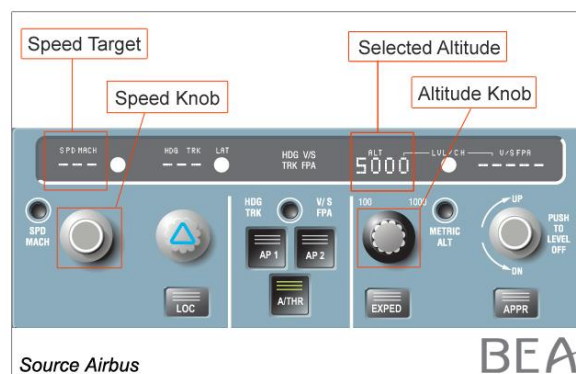 Speed Target
Selected Altitude
Speed Knob
Altitude Knob
SPD MACH
HDG TRK LAT
HDG V/S
TRK FPA
ALT
LVL/CH
V/S FPA
5000
SPD
MACH
HDG
TRK
V/S
FPA
100
1000
METRIC
ALT
UP
DN
PUSH
TO
LEVEL
OFF
AP 1
AP 2
LOC
A/THR
EXPED
APPR
Source Airbus
BEA